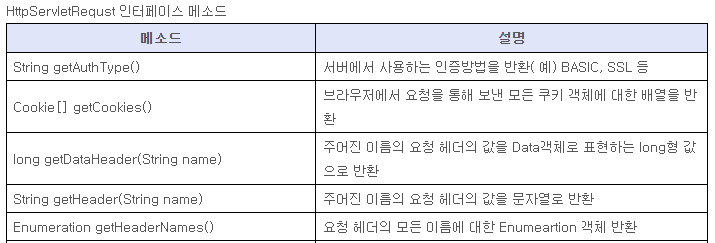 HttpServletRequst 인터페이스 메소드
메소드 설명
String getAuthType() 서버에서 사용하는 인증방법을 반환( 예) BASIC, SSL 등
Cookie[] getCookies() 브라우저에서 요청을 통해 보낸 모든 쿠키 객체에 대한 배열을 반
환
long getDataHeader(String name) 주어진 이름의 요청 헤더의 값을 Data객체로 표현하는 long형 값
으로 반환
String getHeader(String name) 주어진 이름의 요청 헤더의 값을 문자열로 반환
Enumeration getHeaderNames() 요청 헤더의 모든 이름에 대한 Enumeartion 객체 반환